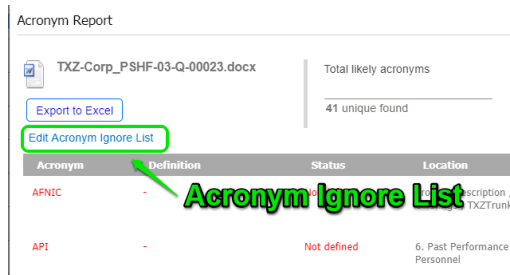 Acronym Report
TXZ-Corp_PSHF-03-Q-00023.docx
Total likely acronyms
Export to Excel
41 unique found
Edit Acronym Ignore List
Acronym Definition Status Location
Acronym Ignore List
AFNIC -
TXZTrunk
API - Not defined 6. Past Performance
Personnel